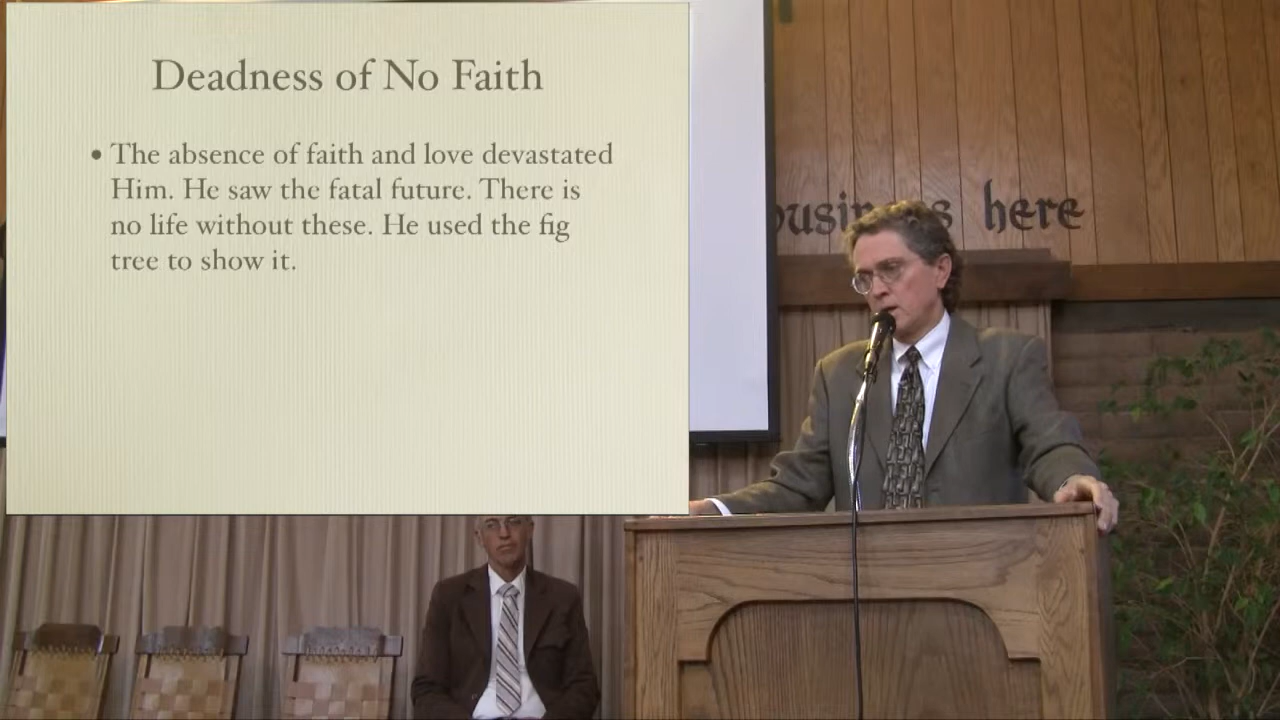 Deadness of No Faith
• The absence of faith and love devastated
Him. He saw the fatal future. There is
no life without these. He used the fig
tree to show it.
here